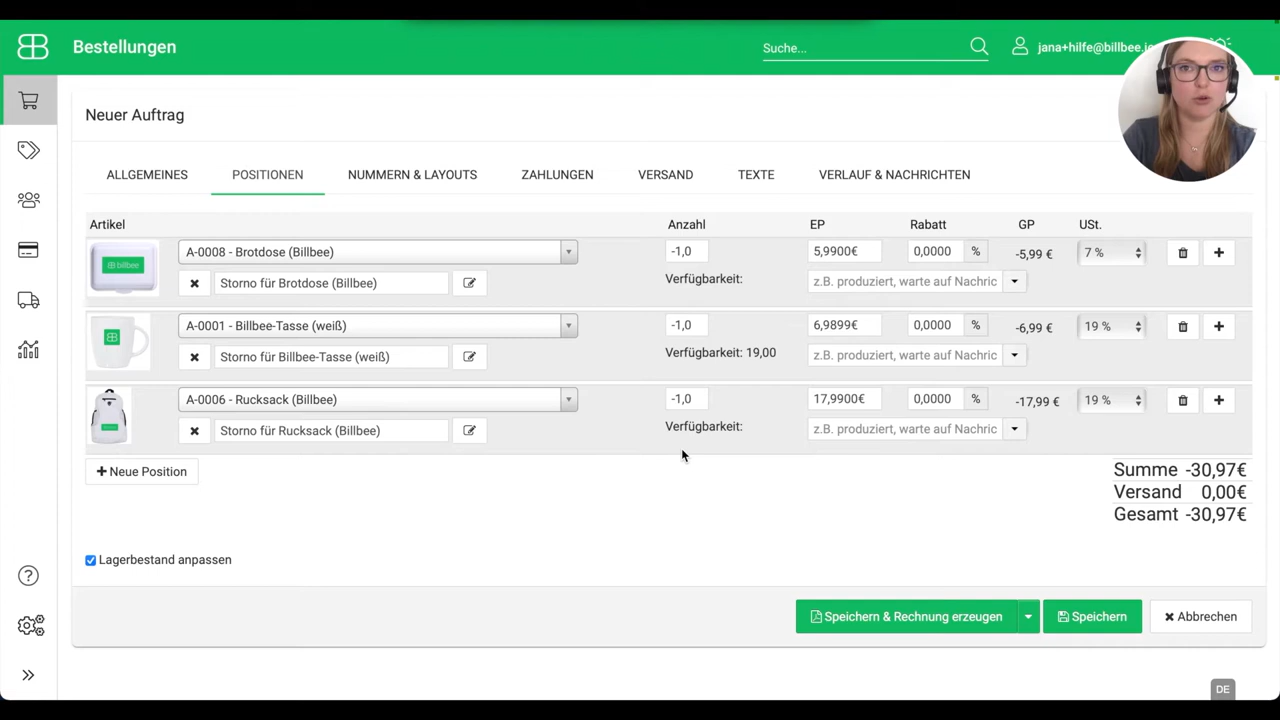 Bestellungen
Suche...
jana+hilfe@billbee.i
Neuer Auftrag
ALLGEMEINES
POSITIONEN
NUMMERN & LAYOUTS
ZAHLUNGEN
VERSAND
TEXTE
VERLAUF & NACHRICHTEN
Artikel Anzahl EP Rabatt GP USt.
billbee
A-0008 - Brotdose (Billbee) -1,0 5,9900€ 0,0000 % -5,99 € 7 %
Storno für Brotdose (Billbee) Verfügbarkeit: z.B. produziert, warte auf Nachric
A-0001 - Billbee-Tasse (weiß) -1,0 6,9899€ 0,0000 % -6,99 € 19 %
Storno für Billbee-Tasse (weiß) Verfügbarkeit: 19,00 z.B. produziert, warte auf Nachric
A-0006 - Rucksack (Billbee) -1,0 17,9900€ 0,0000 % -17,99 € 19 %
Storno für Rucksack (Billbee) Verfügbarkeit: z.B. produziert, warte auf Nachric
Neue Position
Summe -30,97€
Versand 0,00€
Gesamt -30,97€
Lagerbestand anpassen
Speichern & Rechnung erzeugen
Speichern
Abbrechen
DE